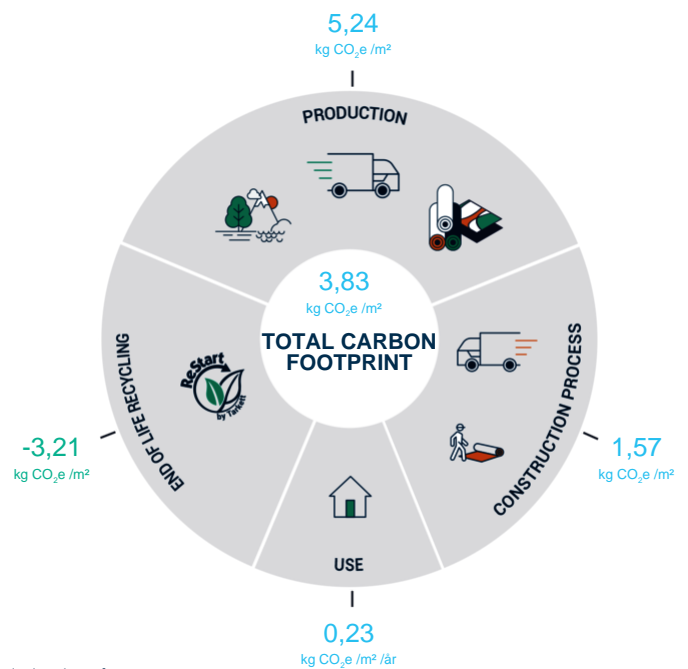 5,24
kg CO₂e /m²
PRODUCTION
3,83
kg CO₂e /m²
TOTAL CARBON
FOOTPRINT
CONSTRUCTION PROCESS
1,57
kg CO₂e /m²
USE
0,23
kg CO₂e /m² /år
END OF LIFE RECYCLING
ReStart
by Tarkett
-3,21
kg CO₂e /m²